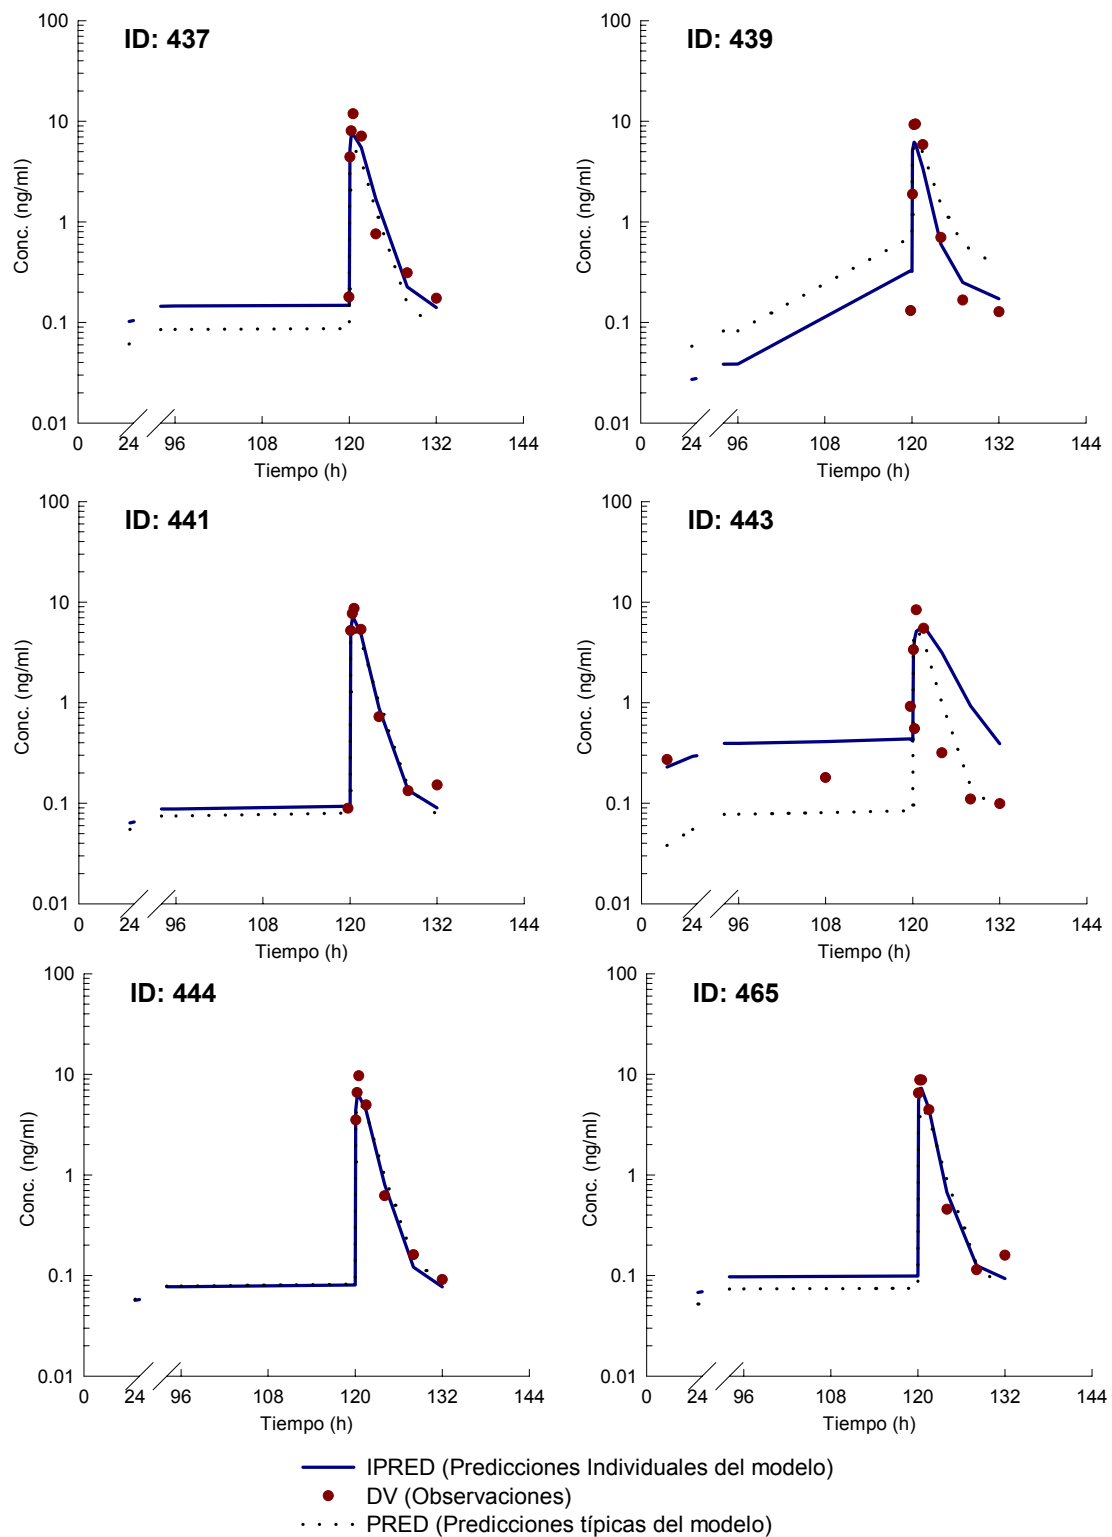 ID: 437
100
10
1
0.1
0.01
Conc. (ng/ml)
0 24 96 108 120 132 144
Tiempo (h)
ID: 439
100
10
1
0.1
0.01
Conc. (ng/ml)
0 24 96 108 120 132 144
Tiempo (h)
ID: 441
100
10
1
0.1
0.01
Conc. (ng/ml)
0 24 96 108 120 132 144
Tiempo (h)
ID: 443
100
10
1
0.1
0.01
Conc. (ng/ml)
0 24 96 108 120 132 144
Tiempo (h)
ID: 444
100
10
1
0.1
0.01
Conc. (ng/ml)
0 24 96 108 120 132 144
Tiempo (h)
ID: 465
100
10
1
0.1
0.01
Conc. (ng/ml)
0 24 96 108 120 132 144
Tiempo (h)
IPRED (Predicciones Individuales del modelo)
DV (Observaciones)
PRED (Predicciones típicas del modelo)